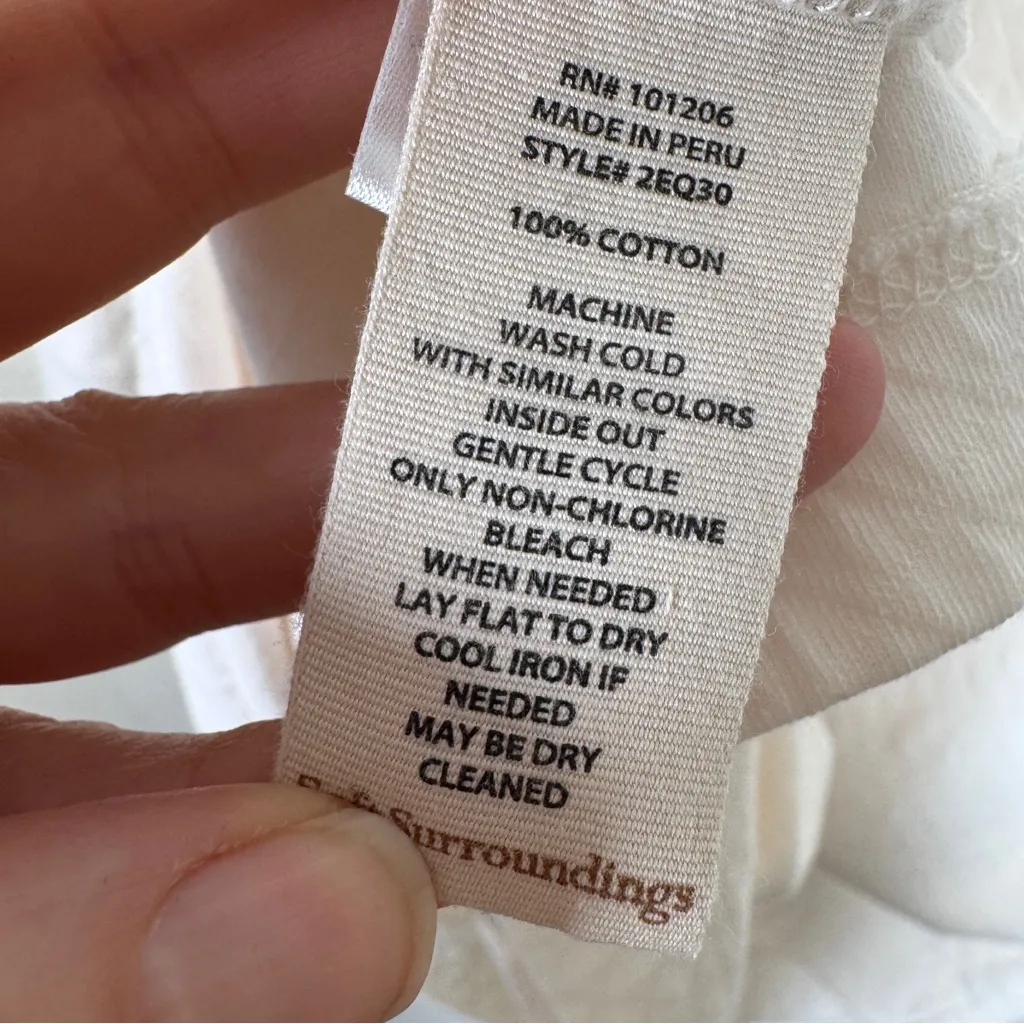 RN# 101206
MADE IN PERU
STYLE# 2EQ30
100% COTTON
MACHINE
WASH COLD
WITH SIMILAR COLORS
INSIDE OUT
GENTLE CYCLE
ONLY NON-CHLORINE
BLEACH
WHEN NEEDED
LAY FLAT TO DRY
COOL IRON IF
NEEDED
MAY BE DRY
CLEANED
Soft Surroundings